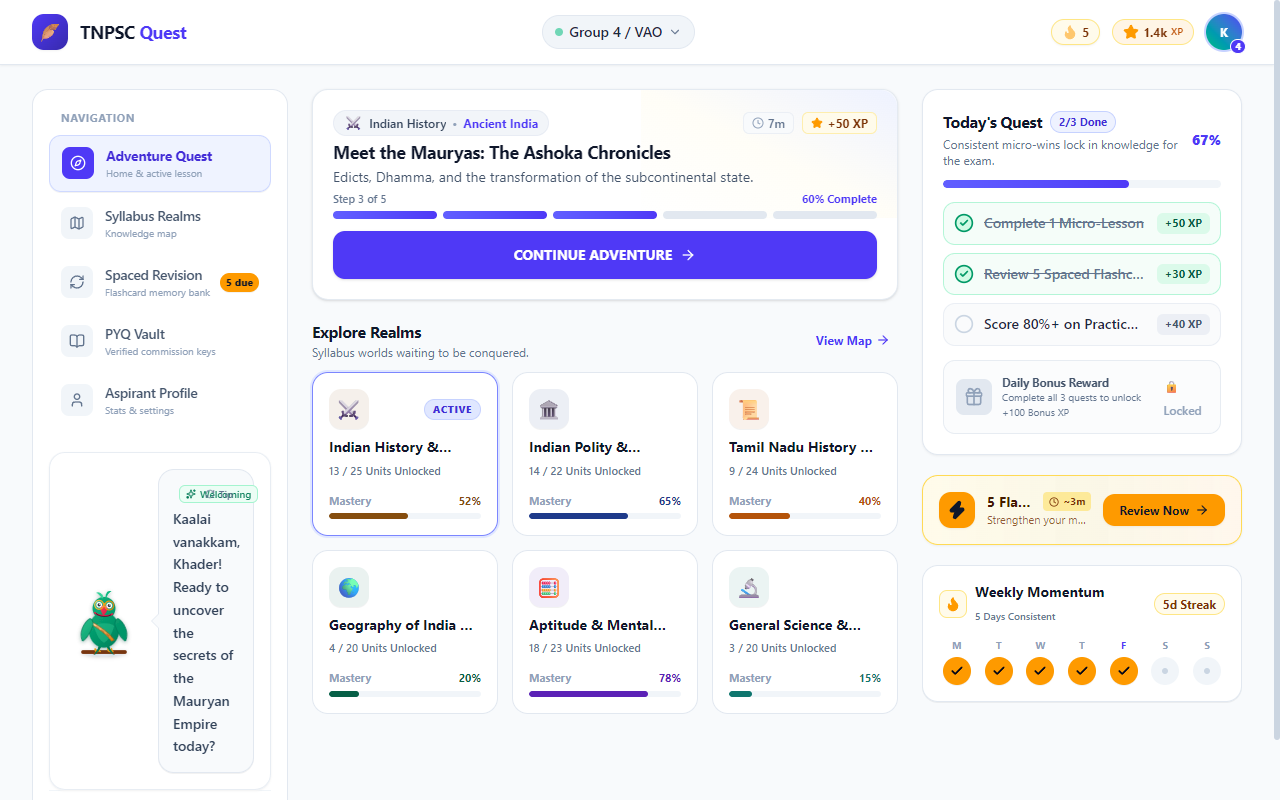 TNPSC Quest
Group 4 / VAO
5
1.4k XP
K
4
NAVIGATION
Adventure Quest
Home & active lesson
Syllabus Realms
Knowledge map
Spaced Revision
Flashcard memory bank
5 due
PYQ Vault
Verified commission keys
Aspirant Profile
Stats & settings
Welcoming
Kaalai
vanakkam,
Khader!
Ready to
uncover
the
secrets of
the
Mauryan
Empire
today?
Indian History • Ancient India
7m
+50 XP
Meet the Mauryas: The Ashoka Chronicles
Edicts, Dhamma, and the transformation of the subcontinental state.
Step 3 of 5
60% Complete
CONTINUE ADVENTURE →
Explore Realms
Syllabus worlds waiting to be conquered.
View Map →
ACTIVE
Indian History &...
13 / 25 Units Unlocked
Mastery 52%
Indian Polity &...
14 / 22 Units Unlocked
Mastery 65%
Tamil Nadu History ...
9 / 24 Units Unlocked
Mastery 40%
Geography of India ...
4 / 20 Units Unlocked
Mastery 20%
Aptitude & Mental...
18 / 23 Units Unlocked
Mastery 78%
General Science &...
3 / 20 Units Unlocked
Mastery 15%
Today's Quest
2/3 Done
Consistent micro-wins lock in knowledge for
the exam.
67%
Complete 1 Micro-Lesson
+50 XP
Review 5 Spaced Flashc...
+30 XP
Score 80%+ on Practic...
+40 XP
Daily Bonus Reward
Complete all 3 quests to unlock
+100 Bonus XP
Locked
5 Fla...
~3m
Strengthen your m...
Review Now →
Weekly Momentum
5 Days Consistent
5d Streak
M T W T F S S